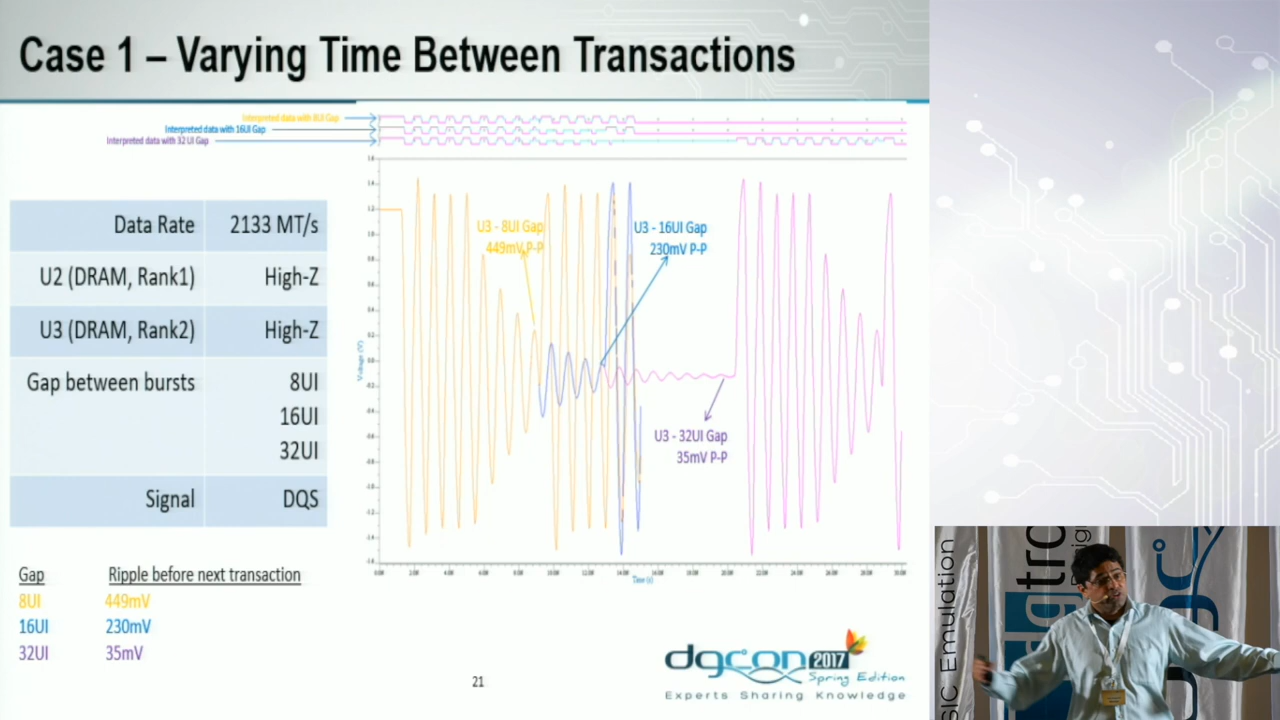 Case 1 – Varying Time Between Transactions
Interpreted data with 8UI Gap
Interpreted data with 16UI Gap
Interpreted data with 32 UI Gap
Data Rate 2133 MT/s
U2 (DRAM, Rank1) High-Z
U3 (DRAM, Rank2) High-Z
Gap between bursts 8UI
16UI
32UI
Signal DQS
U3 - 8UI Gap
449mV P-P
U3 - 16UI Gap
230mV P-P
U3 - 32UI Gap
35mV P-P
Voltage (V)
Time (s)
Gap Ripple before next transaction
8UI 449mV
16UI 230mV
32UI 35mV
21
dgcon 2017
Spring Edition
Experts Sharing Knowledge
SIC Emulation